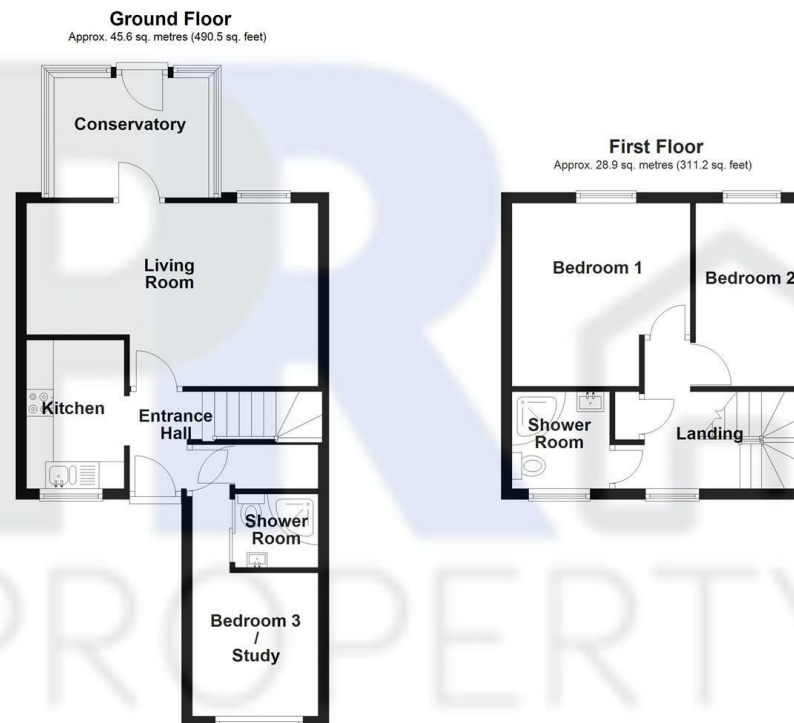 Ground Floor
Approx. 45.6 sq. metres (490.5 sq. feet)
Conservatory
Living
Room
Kitchen
Entrance
Hall
Shower
Room
Bedroom 3
/
Study
First Floor
Approx. 28.9 sq. metres (311.2 sq. feet)
Bedroom 1
Bedroom 2
Shower
Room
Landing
PR
PROPERTY